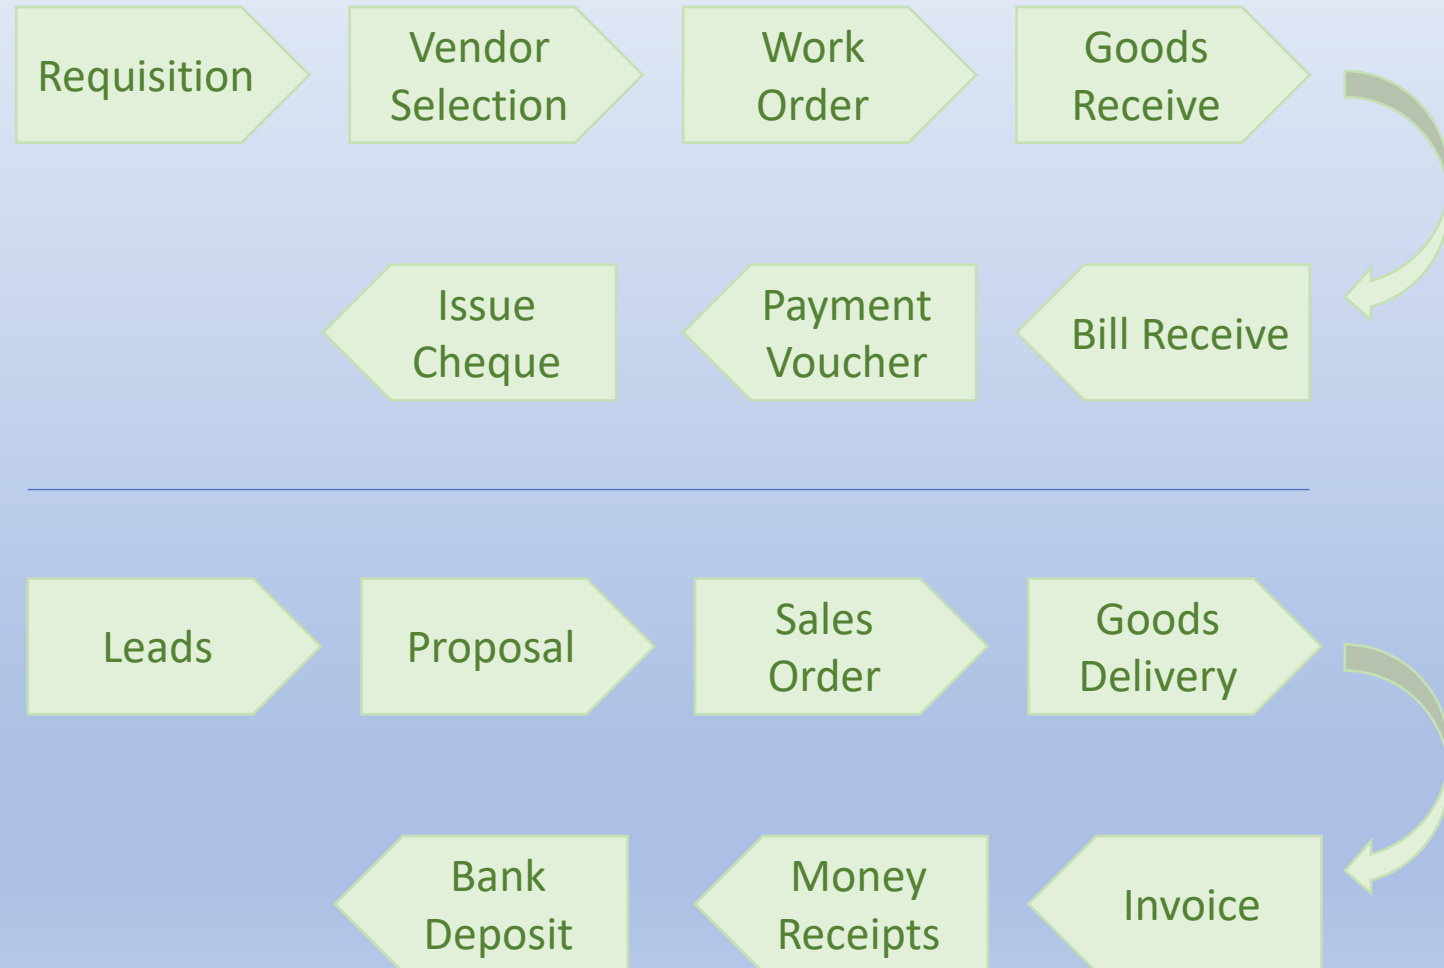 Requisition
Vendor
Selection
Work
Order
Goods
Receive
Bill Receive
Payment
Voucher
Issue
Cheque
Leads
Proposal
Sales
Order
Goods
Delivery
Invoice
Money
Receipts
Bank
Deposit